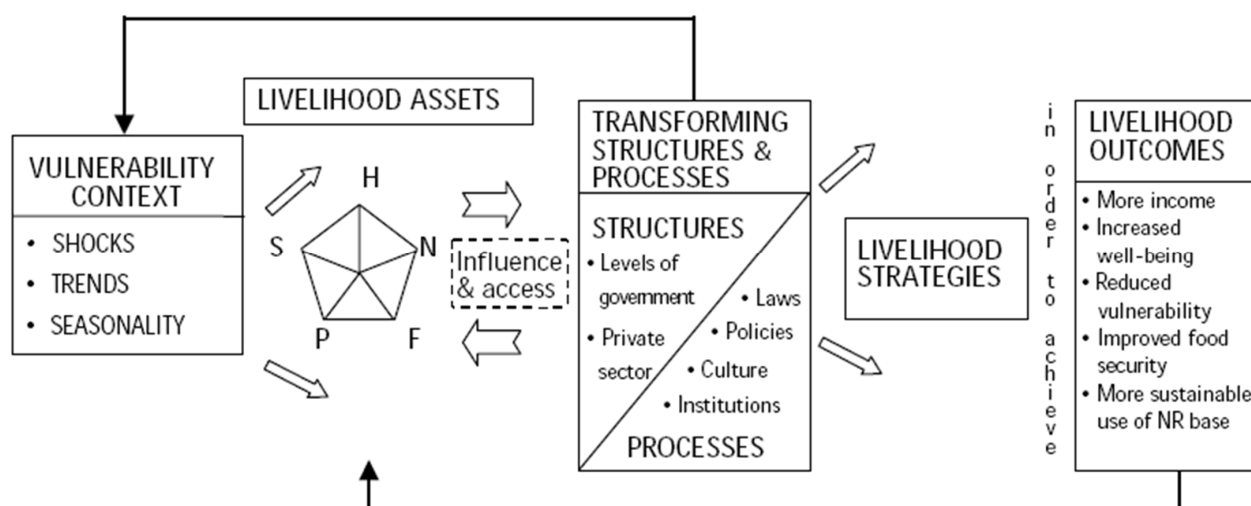 LIVELIHOOD ASSETS
VULNERABILITY
CONTEXT
• SHOCKS
• TRENDS
• SEASONALITY
H
S
N
P
F
Influence
& access
TRANSFORMING
STRUCTURES &
PROCESSES
STRUCTURES
• Levels of
government
• Private
sector
• Laws
• Policies
• Culture
• Institutions
PROCESSES
LIVELIHOOD
STRATEGIES
in order to achieve
LIVELIHOOD
OUTCOMES
• More income
• Increased
well-being
• Reduced
vulnerability
• Improved food
security
• More sustainable
use of NR base